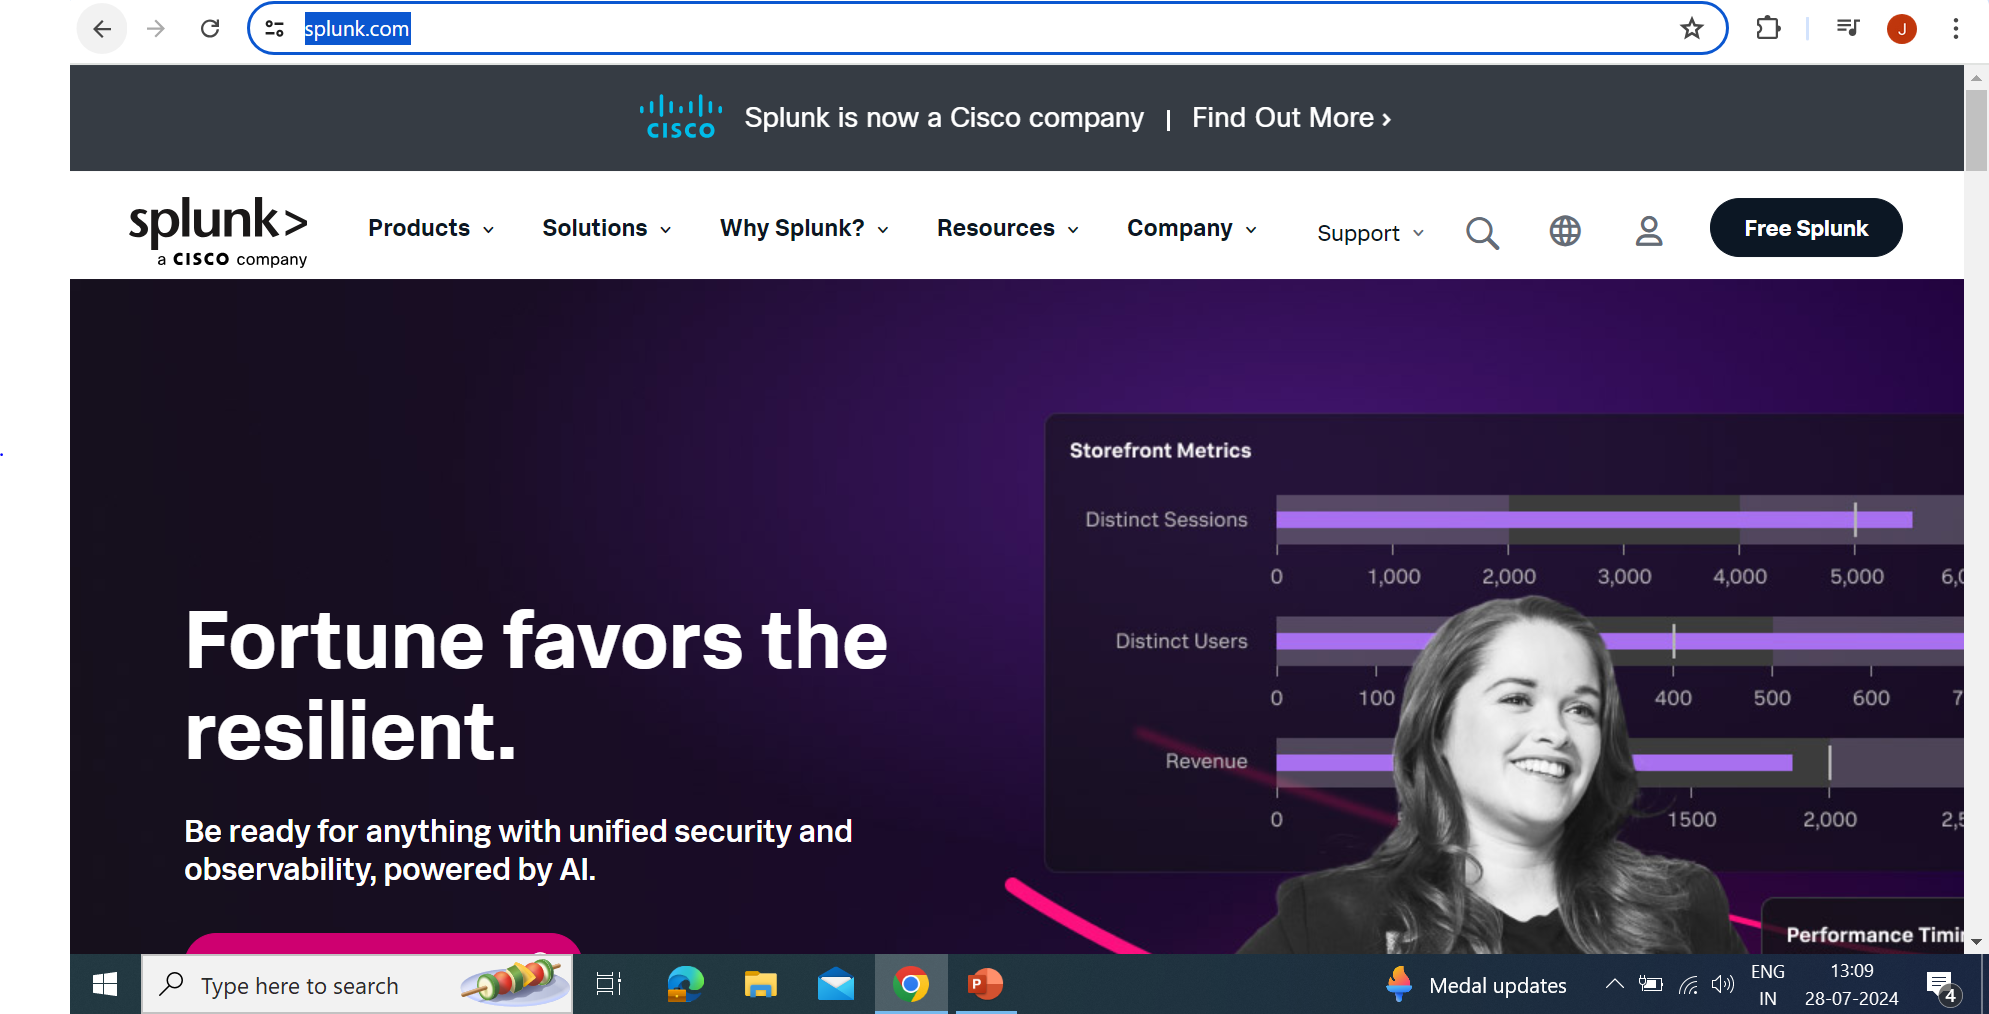 splunk.com
J
CISCO
Splunk is now a Cisco company | Find Out More ›
splunk>
a CISCO company
Products
Solutions
Why Splunk?
Resources
Company
Support
Free Splunk
Fortune favors the
resilient.
Be ready for anything with unified security and
observability, powered by AI.
Storefront Metrics
Distinct Sessions
0 1,000 2,000 3,000 4,000 5,000
Distinct Users
0 100 400 500 600
Revenue
0 1500 2,000
Performance
Type here to search
P
Medal updates
ENG
IN
13:09
28-07-2024
4